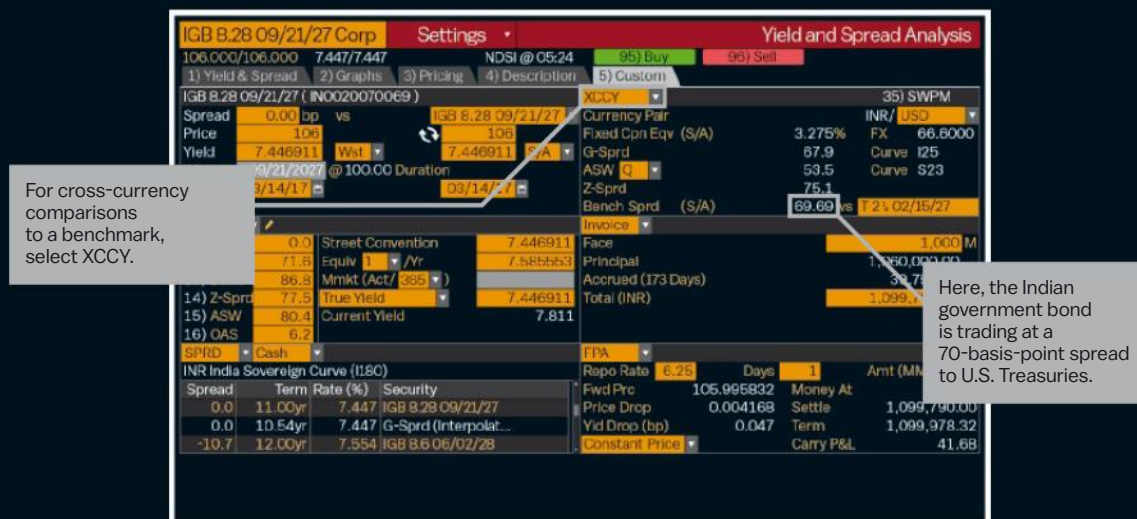 IGB 8.28 09/21/27 Corp Settings Yield and Spread Analysis
106.000/106.000 7.447/7.447 NDSI @ 05:24 95) Buy 96) Sell
1) Yield & Spread 2) Graphs 3) Pricing 4) Description 5) Custom
IGB 8.28 09/21/27 ( IN0020070069 ) XCCY 35) SWPM
Spread 0.00 bp vs IGB 8.28 09/21/27 Currency Pair INR/ USD
Price 106 106 Fixed Cpn Eqv (S/A) 3.275% FX 66.6000
Yield 7.446911 Wst 7.446911 S/A G-Sprd 67.9 Curve I25
09/21/2027 @ 100.00 Duration ASW Q 53.5 Curve S23
3/14/17 03/14/17 Z-Sprd 75.1
Bench Sprd (S/A) 69.69 vs T 2 ¼ 02/15/27
For cross-currency
comparisons
to a benchmark,
select XCCY.
Invoice
0.0 Street Convention 7.446911 Face 1,000 M
71.6 Equiv 1 /Yr 7.585553 Principal 1,060,000.00
86.8 Mmkt (Act/ 365 ) Accrued (173 Days)
14) Z-Sprd 77.5 True Yield 7.446911 Total (INR)
15) ASW 80.4 Current Yield 7.811
16) OAS 6.2
Here, the Indian
government bond
is trading at a
70-basis-point spread
to U.S. Treasuries.
SPRD Cash FPA
INR India Sovereign Curve (I180) Repo Rate 6.25 Days 1 Amt (MM
Spread Term Rate (%) Security Fwd Prc 105.995832 Money At
0.0 11.00yr 7.447 IGB 8.28 09/21/27 Price Drop 0.004168 Settle 1,099,790.00
0.0 10.54yr 7.447 G-Sprd (Interpolat... Yld Drop (bp) 0.047 Term 1,099,978.32
-10.7 12.00yr 7.554 IGB 8.6 06/02/28 Constant Price Carry P&L 41.68